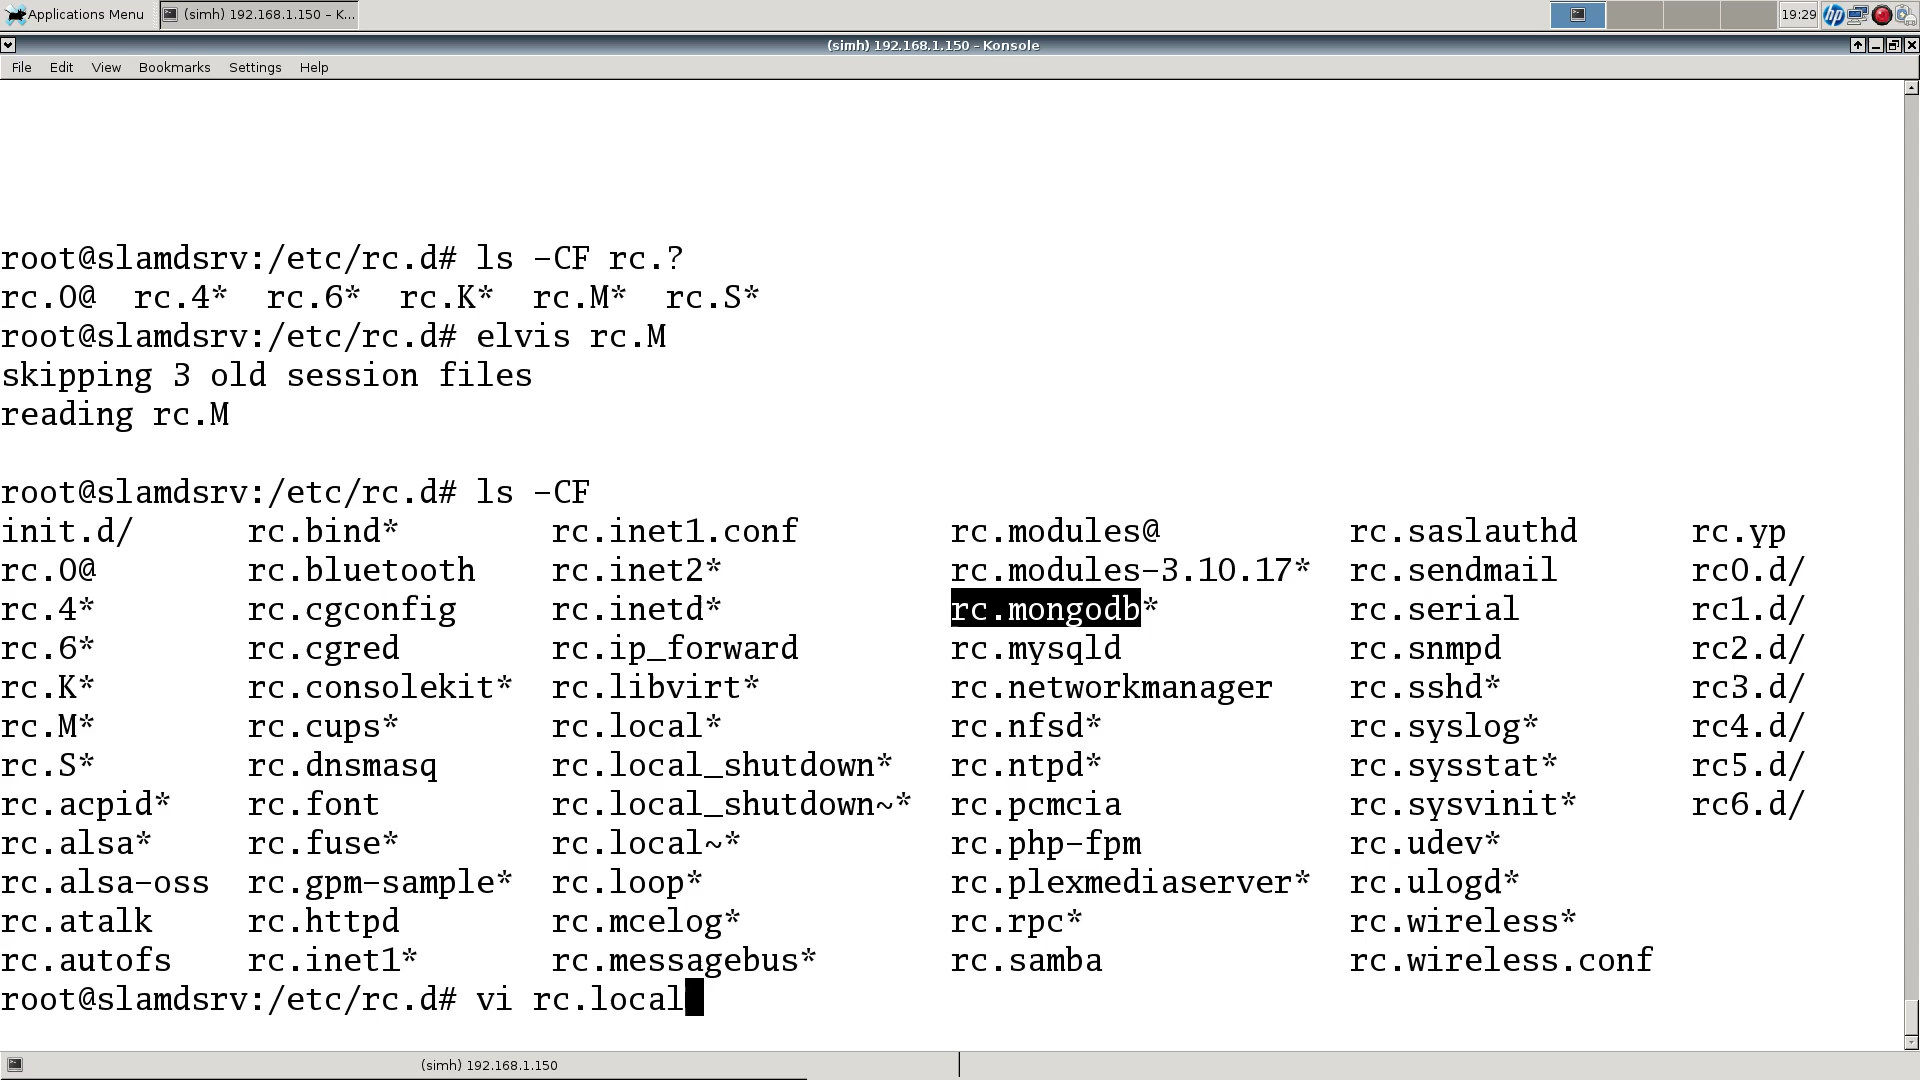 Applications Menu (simh) 192.168.1.150 – K... 19:29
(simh) 192.168.1.150 – Konsole
File Edit View Bookmarks Settings Help
root@slamdsrv:/etc/rc.d# ls -CF rc.?
rc.0@ rc.4* rc.6* rc.K* rc.M* rc.S*
root@slamdsrv:/etc/rc.d# elvis rc.M
skipping 3 old session files
reading rc.M
root@slamdsrv:/etc/rc.d# ls -CF
init.d/ rc.bind* rc.inet1.conf rc.modules@ rc.saslauthd rc.yp
rc.0@ rc.bluetooth rc.inet2* rc.modules-3.10.17* rc.sendmail rc0.d/
rc.4* rc.cgconfig rc.inetd* rc.mongodb* rc.serial rc1.d/
rc.6* rc.cgred rc.ip_forward rc.mysqld rc.snmpd rc2.d/
rc.K* rc.consolekit* rc.libvirt* rc.networkmanager rc.sshd* rc3.d/
rc.M* rc.cups* rc.local* rc.nfsd* rc.syslog* rc4.d/
rc.S* rc.dnsmasq rc.local_shutdown* rc.ntpd* rc.sysstat* rc5.d/
rc.acpid* rc.font rc.local_shutdown~* rc.pcmcia rc.sysvinit* rc6.d/
rc.alsa* rc.fuse* rc.local~* rc.php-fpm rc.udev*
rc.alsa-oss rc.gpm-sample* rc.loop* rc.plexmediaserver* rc.ulogd*
rc.atalk rc.httpd rc.mcelog* rc.rpc* rc.wireless*
rc.autofs rc.inet1* rc.messagebus* rc.samba rc.wireless.conf
root@slamdsrv:/etc/rc.d# vi rc.local
(simh) 192.168.1.150